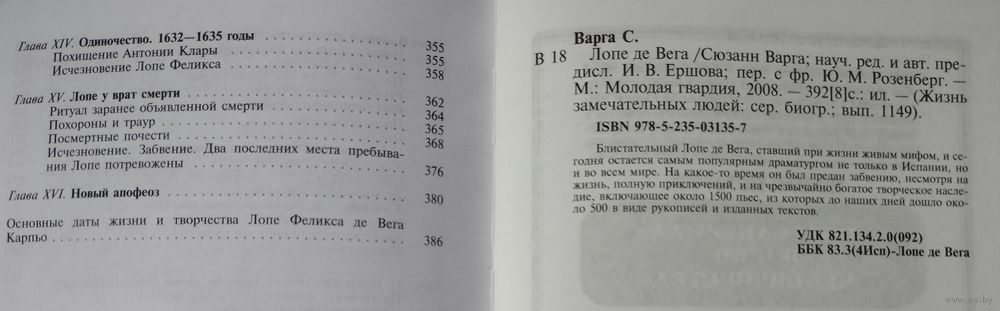 Глава XIV. Одиночество. 1632—1635 годы 355
Похищение Антонии Клары 355
Исчезновение Лопе Феликса 358
Глава XV. Лопе у врат смерти 362
Ритуал заранее объявленной смерти 364
Похороны и траур 365
Посмертные почести 368
Исчезновение. Забвение. Два последних места пребыва-
ния Лопе потревожены 376
Глава XVI. Новый апофеоз 380
Основные даты жизни и творчества Лопе Феликса де Вега
Карпьо 386
Варга С.
В 18 Лопе де Вега /Сюзанн Варга; науч. ред. и авт. пре-
дисл. И. В. Ершова; пер. с фр. Ю. М. Розенберг. —
М.: Молодая гвардия, 2008. — 392[8]с.: ил. — (Жизнь
замечательных людей: сер. биогр.; вып. 1149).
ISBN 978-5-235-03135-7
Блистательный Лопе де Вега, ставший при жизни живым мифом, и се-
годня остается самым популярным драматургом не только в Испании, но
и во всем мире. На какое-то время он был предан забвению, несмотря на
жизнь, полную приключений, и на чрезвычайно богатое творческое насле-
дие, включающее около 1500 пьес, из которых до наших дней дошло око-
ло 500 в виде рукописей и изданных текстов.
УДК 821.134.2.0(092)
ББК 83.3(4Исп)-Лопе де Вега
www.ay.by